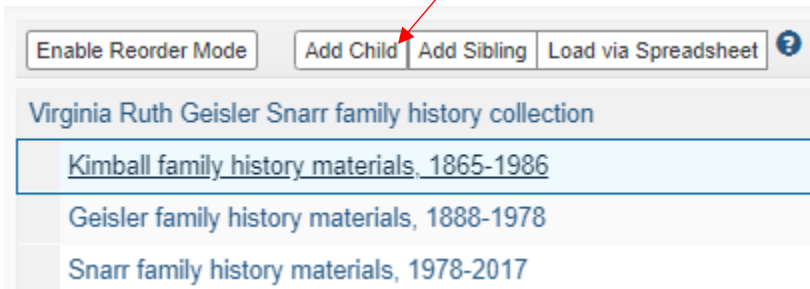 Enable Reorder Mode Add Child Add Sibling Load via Spreadsheet ?
Virginia Ruth Geisler Snarr family history collection
Kimball family history materials, 1865-1986
Geisler family history materials, 1888-1978
Snarr family history materials, 1978-2017